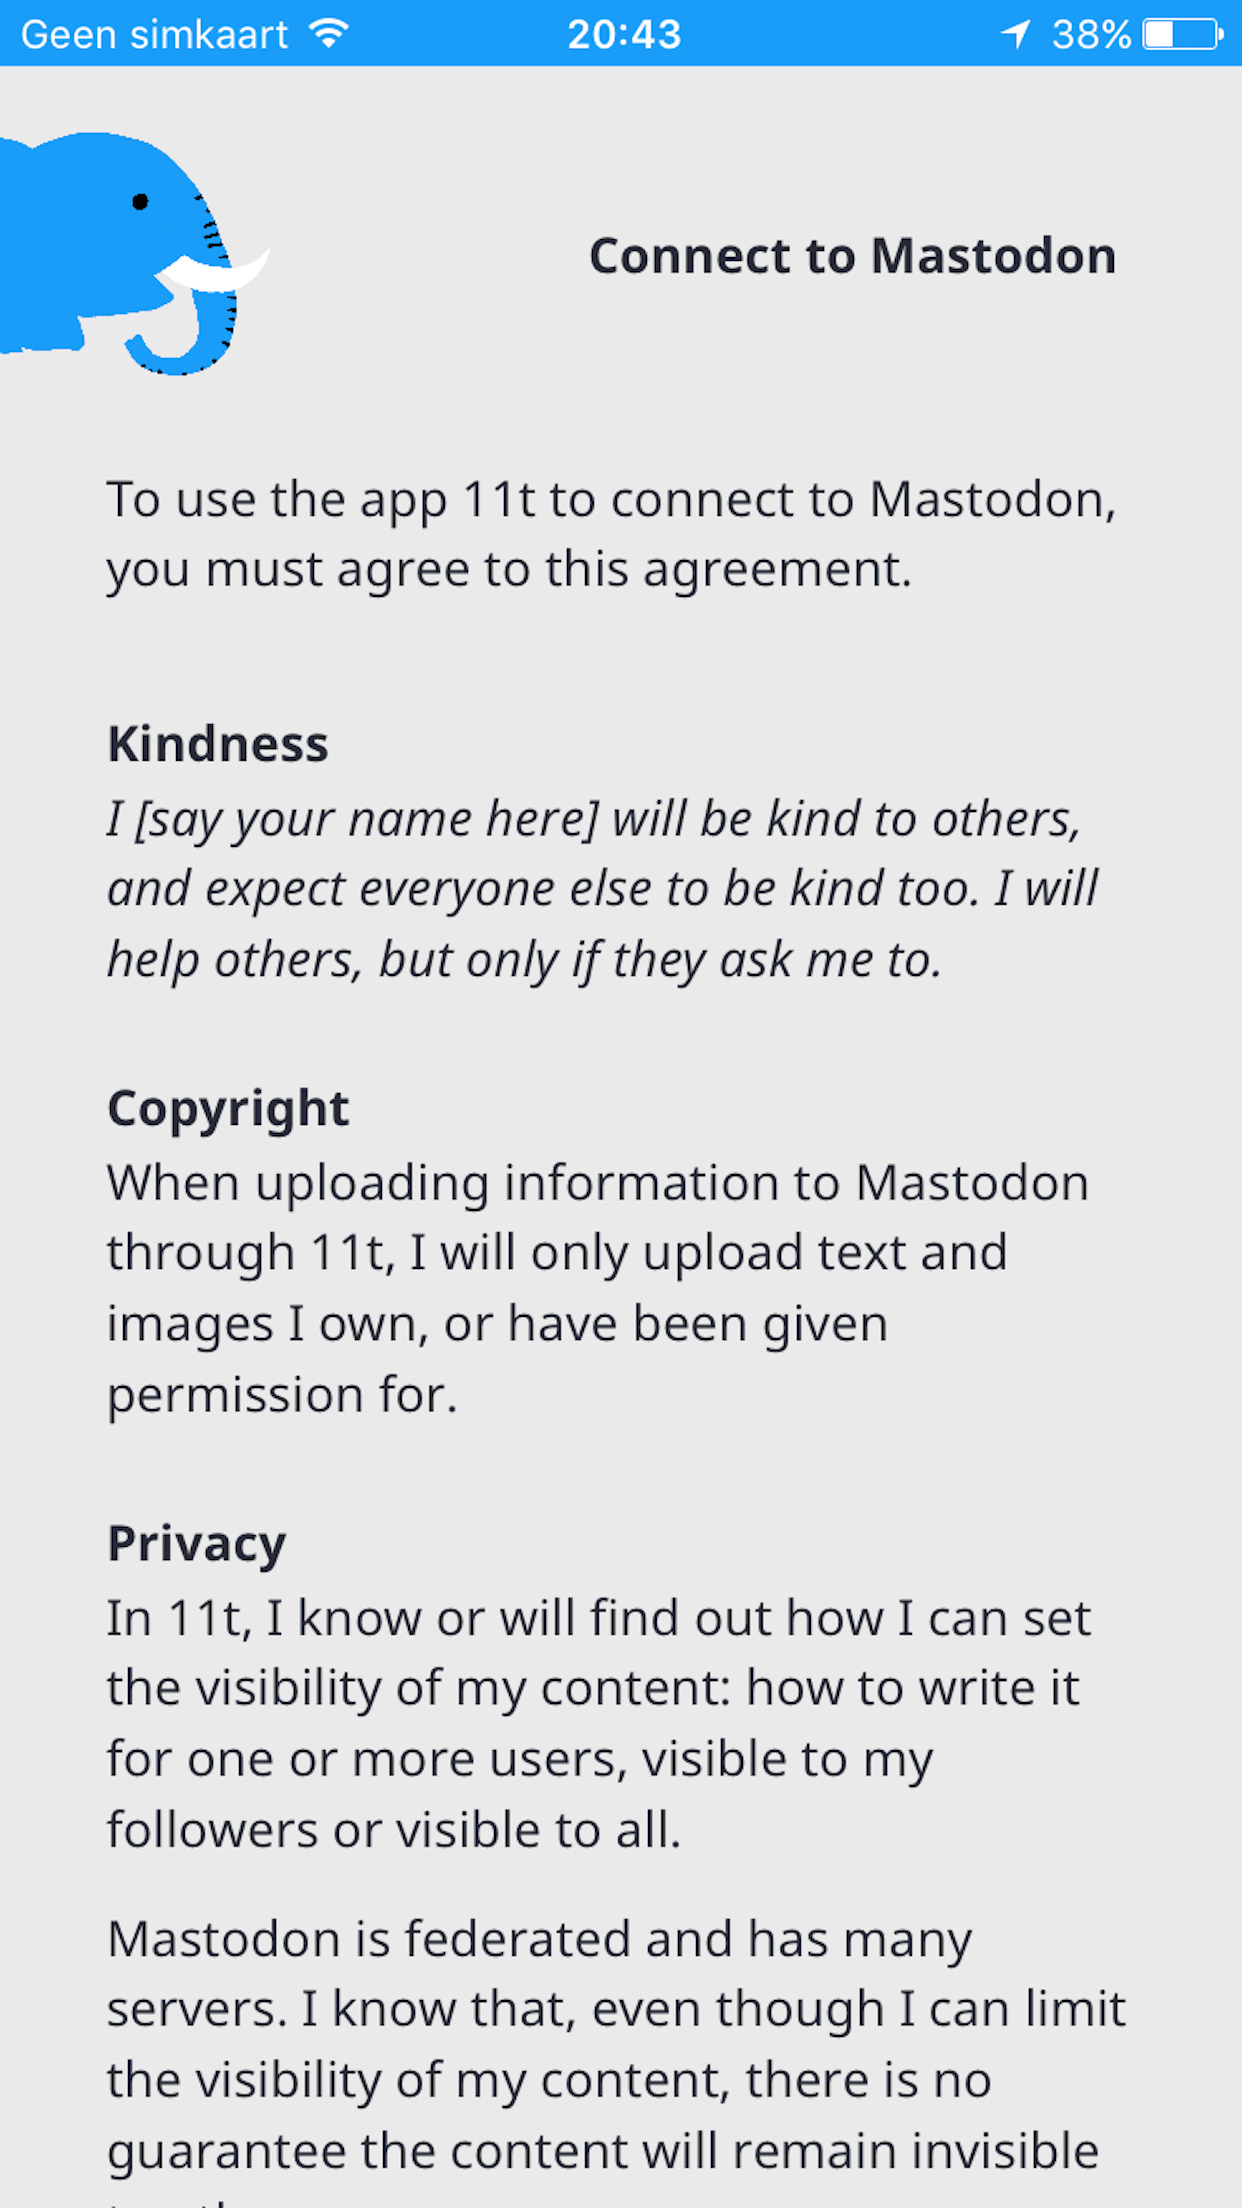 Geen simkaart 20:43 38%
Connect to Mastodon
To use the app 11t to connect to Mastodon,
you must agree to this agreement.
Kindness
I [say your name here] will be kind to others,
and expect everyone else to be kind too. I will
help others, but only if they ask me to.
Copyright
When uploading information to Mastodon
through 11t, I will only upload text and
images I own, or have been given
permission for.
Privacy
In 11t, I know or will find out how I can set
the visibility of my content: how to write it
for one or more users, visible to my
followers or visible to all.
Mastodon is federated and has many
servers. I know that, even though I can limit
the visibility of my content, there is no
guarantee the content will remain invisible